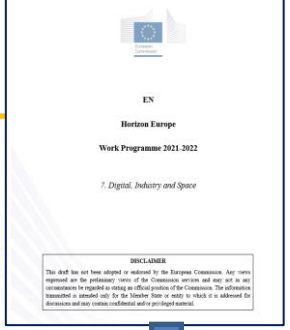 European
Commission
EN
Horizon Europe
Work Programme 2021-2022
7. Digital, Industry and Space
DISCLAIMER
This draft has not been adopted or endorsed by the European Commission. Any views
expressed are the preliminary views of the Commission services and may not in any
circumstances be regarded as stating an official position of the Commission. The information
transmitted is intended only for the Member State or entity to which it is addressed for
discussions and may contain confidential and/or privileged material.